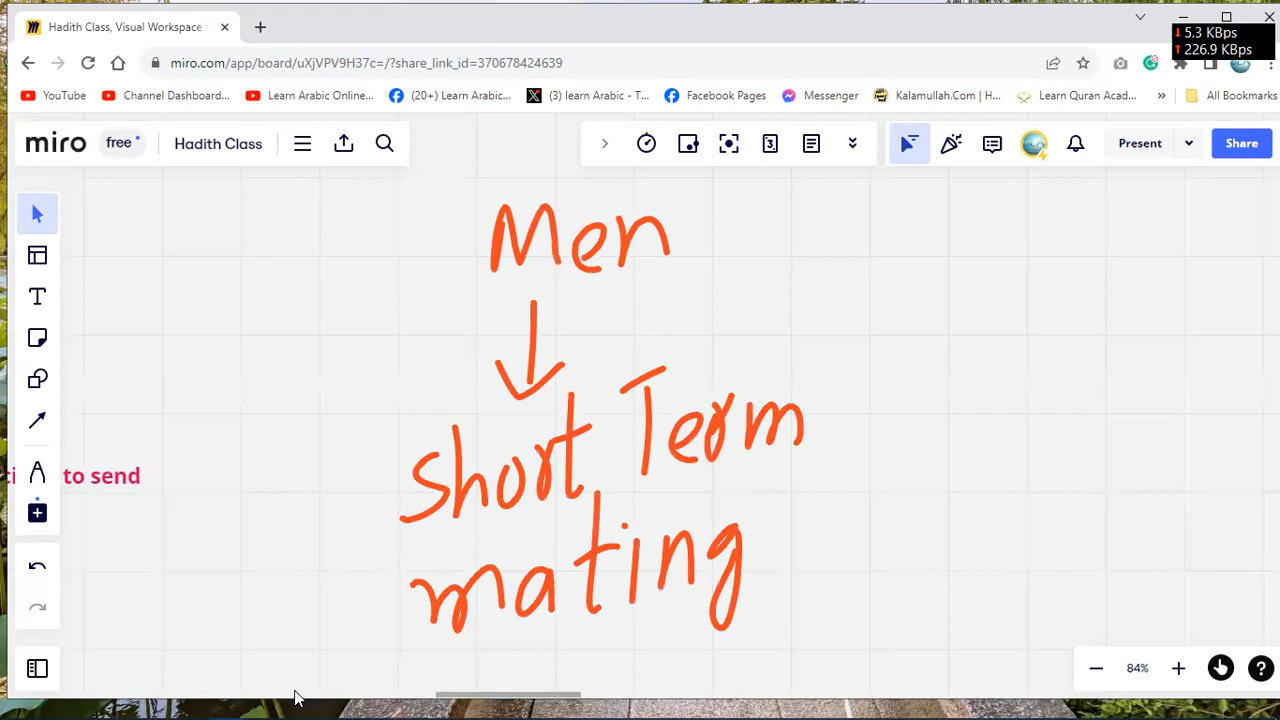 Hadith Class, Visual Workspace
5.3 KBps
226.9 KBps
miro.com/app/board/uXjVPV9H37c=/?share_link_id=370678424639
YouTube
Channel Dashboard...
Learn Arabic Onlin...
(20+) Learn Arabic...
(3) learn Arabic - T...
Facebook Pages
Messenger
Kalamullah.Com | H...
Learn Quran Acade...
»
All Bookmarks
miro
free
Hadith Class
Present
Share
Men
Short Term
mating
to send
84%